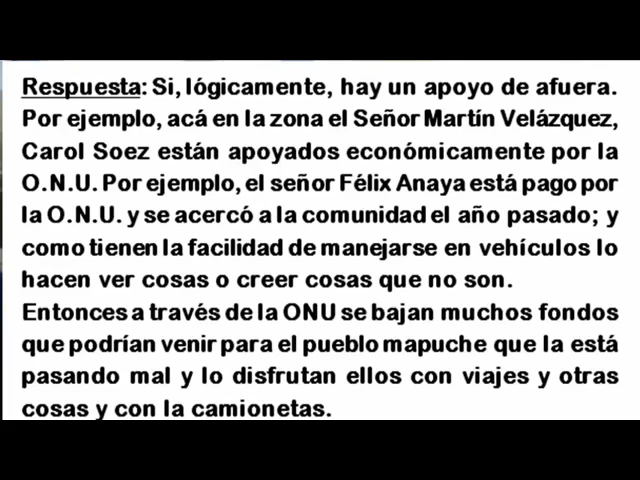 Respuesta: Si, lógicamente, hay un apoyo de afuera.
Por ejemplo, acá en la zona el Señor Martín Velázquez,
Carol Soez están apoyados económicamente por la
O.N.U. Por ejemplo, el señor Félix Anaya está pago por
la O.N.U. y se acercó a la comunidad el año pasado; y
como tienen la facilidad de manejarse en vehículos lo
hacen ver cosas o creer cosas que no son.
Entonces a través de la ONU se bajan muchos fondos
que podrían venir para el pueblo mapuche que la está
pasando mal y lo disfrutan ellos con viajes y otras
cosas y con la camionetas.